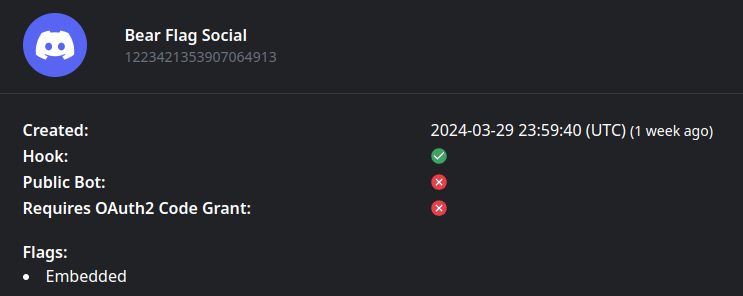 Bear Flag Social
1223421353907064913
Created: 2024-03-29 23:59:40 (UTC) (1 week ago)
Hook:
Public Bot:
Requires OAuth2 Code Grant:
Flags:
• Embedded